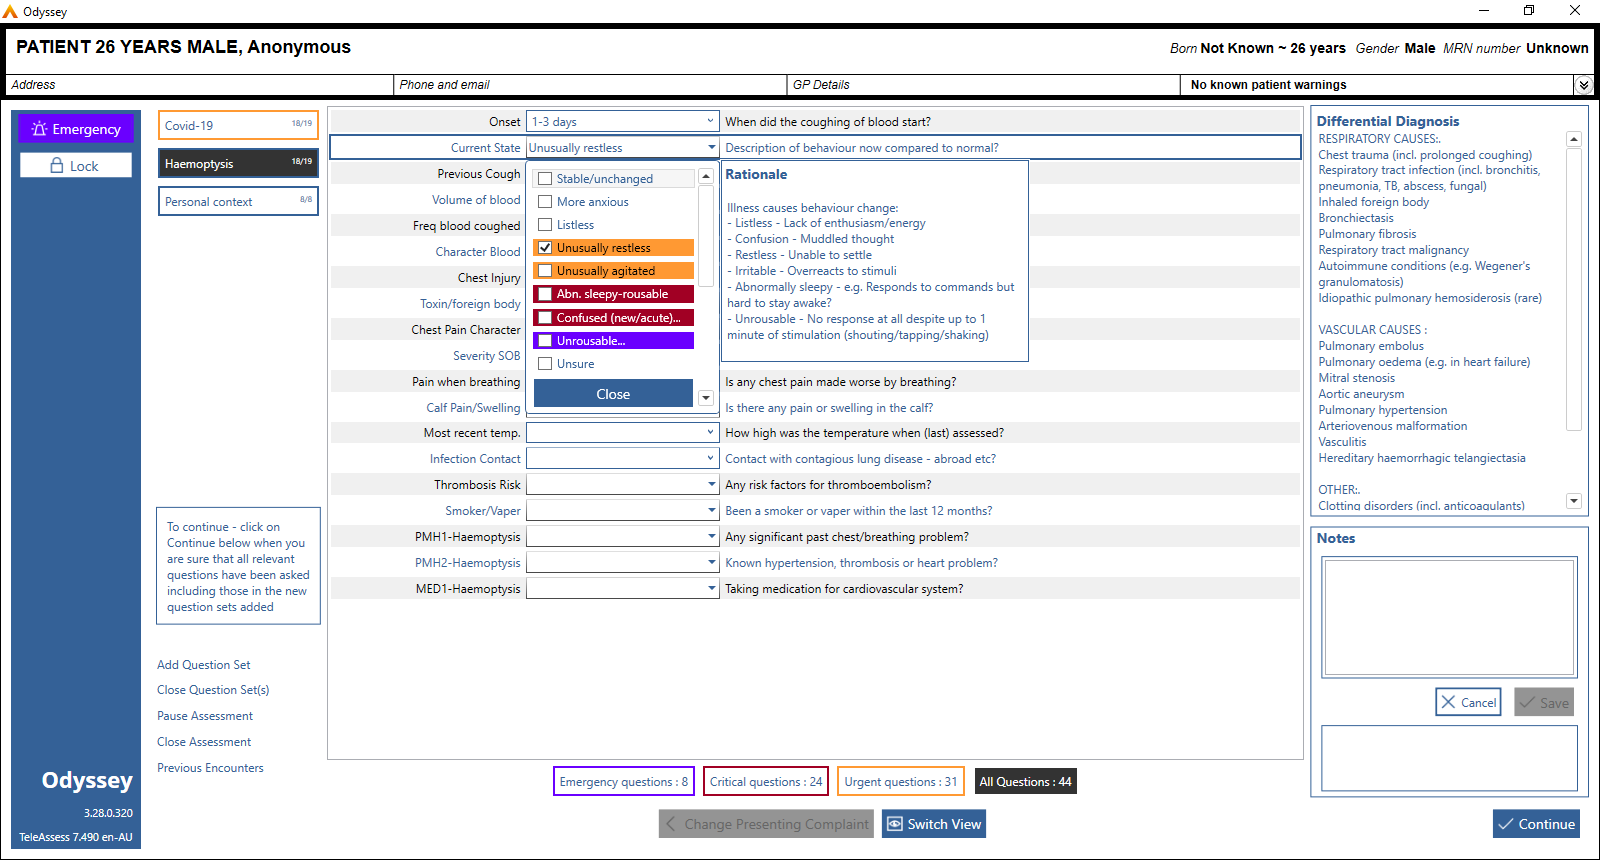 Odyssey
PATIENT 26 YEARS MALE, Anonymous
Born Not Known ~ 26 years Gender Male MRN number Unknown
Address
Phone and email
GP Details
No known patient warnings
Emergency
Lock
Covid-19 18/19
Haemoptysis 18/19
Personal context 8/8
Onset 1-3 days When did the coughing of blood start?
Current State Unusually restless Description of behaviour now compared to normal?
Previous Cough
Volume of blood
Freq blood coughed
Character Blood
Chest Injury
Toxin/foreign body
Chest Pain Character
Severity SOB
Stable/unchanged
More anxious
Listless
Unusually restless
Unusually agitated
Abn. sleepy-rousable
Confused (new/acute)...
Unrousable...
Unsure
Close
Rationale
Illness causes behaviour change:
- Listless - Lack of enthusiasm/energy
- Confusion - Muddled thought
- Restless - Unable to settle
- Irritable - Overreacts to stimuli
- Abnormally sleepy - e.g. Responds to commands but
hard to stay awake?
- Unrousable - No response at all despite up to 1
minute of stimulation (shouting/tapping/shaking)
Pain when breathing Is any chest pain made worse by breathing?
Calf Pain/Swelling Is there any pain or swelling in the calf?
Most recent temp. How high was the temperature when (last) assessed?
Infection Contact Contact with contagious lung disease - abroad etc?
Thrombosis Risk Any risk factors for thromboembolism?
Smoker/Vaper Been a smoker or vaper within the last 12 months?
PMH1-Haemoptysis Any significant past chest/breathing problem?
PMH2-Haemoptysis Known hypertension, thrombosis or heart problem?
MED1-Haemoptysis Taking medication for cardiovascular system?
Differential Diagnosis
RESPIRATORY CAUSES:.
Chest trauma (incl. prolonged coughing)
Respiratory tract infection (incl. bronchitis,
pneumonia, TB, abscess, fungal)
Inhaled foreign body
Bronchiectasis
Pulmonary fibrosis
Respiratory tract malignancy
Autoimmune conditions (e.g. Wegener's
granulomatosis)
Idiopathic pulmonary hemosiderosis (rare)
VASCULAR CAUSES :
Pulmonary embolus
Pulmonary oedema (e.g. in heart failure)
Mitral stenosis
Aortic aneurysm
Pulmonary hypertension
Arteriovenous malformation
Vasculitis
Hereditary haemorrhagic telangiectasia
OTHER:.
Clotting disorders (incl. anticoagulants)
Notes
Cancel
Save
To continue - click on
Continue below when you
are sure that all relevant
questions have been asked
including those in the new
question sets added
Add Question Set
Close Question Set(s)
Pause Assessment
Close Assessment
Previous Encounters
Odyssey
3.28.0.320
TeleAssess 7.490 en-AU
Emergency questions : 8
Critical questions : 24
Urgent questions : 31
All Questions : 44
Change Presenting Complaint
Switch View
Continue